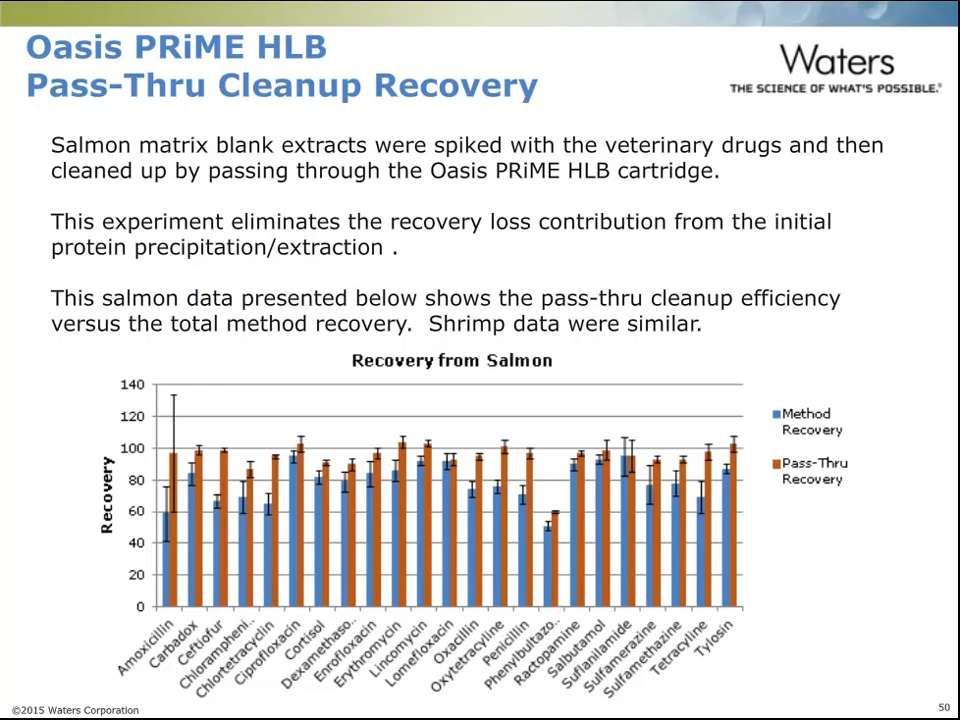 Oasis PRiME HLB
Pass-Thru Cleanup Recovery
Waters
THE SCIENCE OF WHAT'S POSSIBLE.®
Salmon matrix blank extracts were spiked with the veterinary drugs and then
cleaned up by passing through the Oasis PRiME HLB cartridge.
This experiment eliminates the recovery loss contribution from the initial
protein precipitation/extraction .
This salmon data presented below shows the pass-thru cleanup efficiency
versus the total method recovery.  Shrimp data were similar.
Recovery from Salmon
Recovery
140
120
100
80
60
40
20
0
Amoxicillin
Carbadox
Ceftiofur
Chlorampheni..
Chlortetracyclin
Ciprofloxacin
Cortisol
Dexamethaso..
Enrofloxacin
Erythromycin
Lincomycin
Lomefloxacin
Oxacillin
Oxytetracyline
Penicillin
Phenylbultazo..
Ractopamine
Salbutamol
Suflanilamide
Sulfamerazine
Sulfamethazine
Tetracyline
Tylosin
Method
Recovery
Pass-Thru
Recovery
©2015 Waters Corporation
50